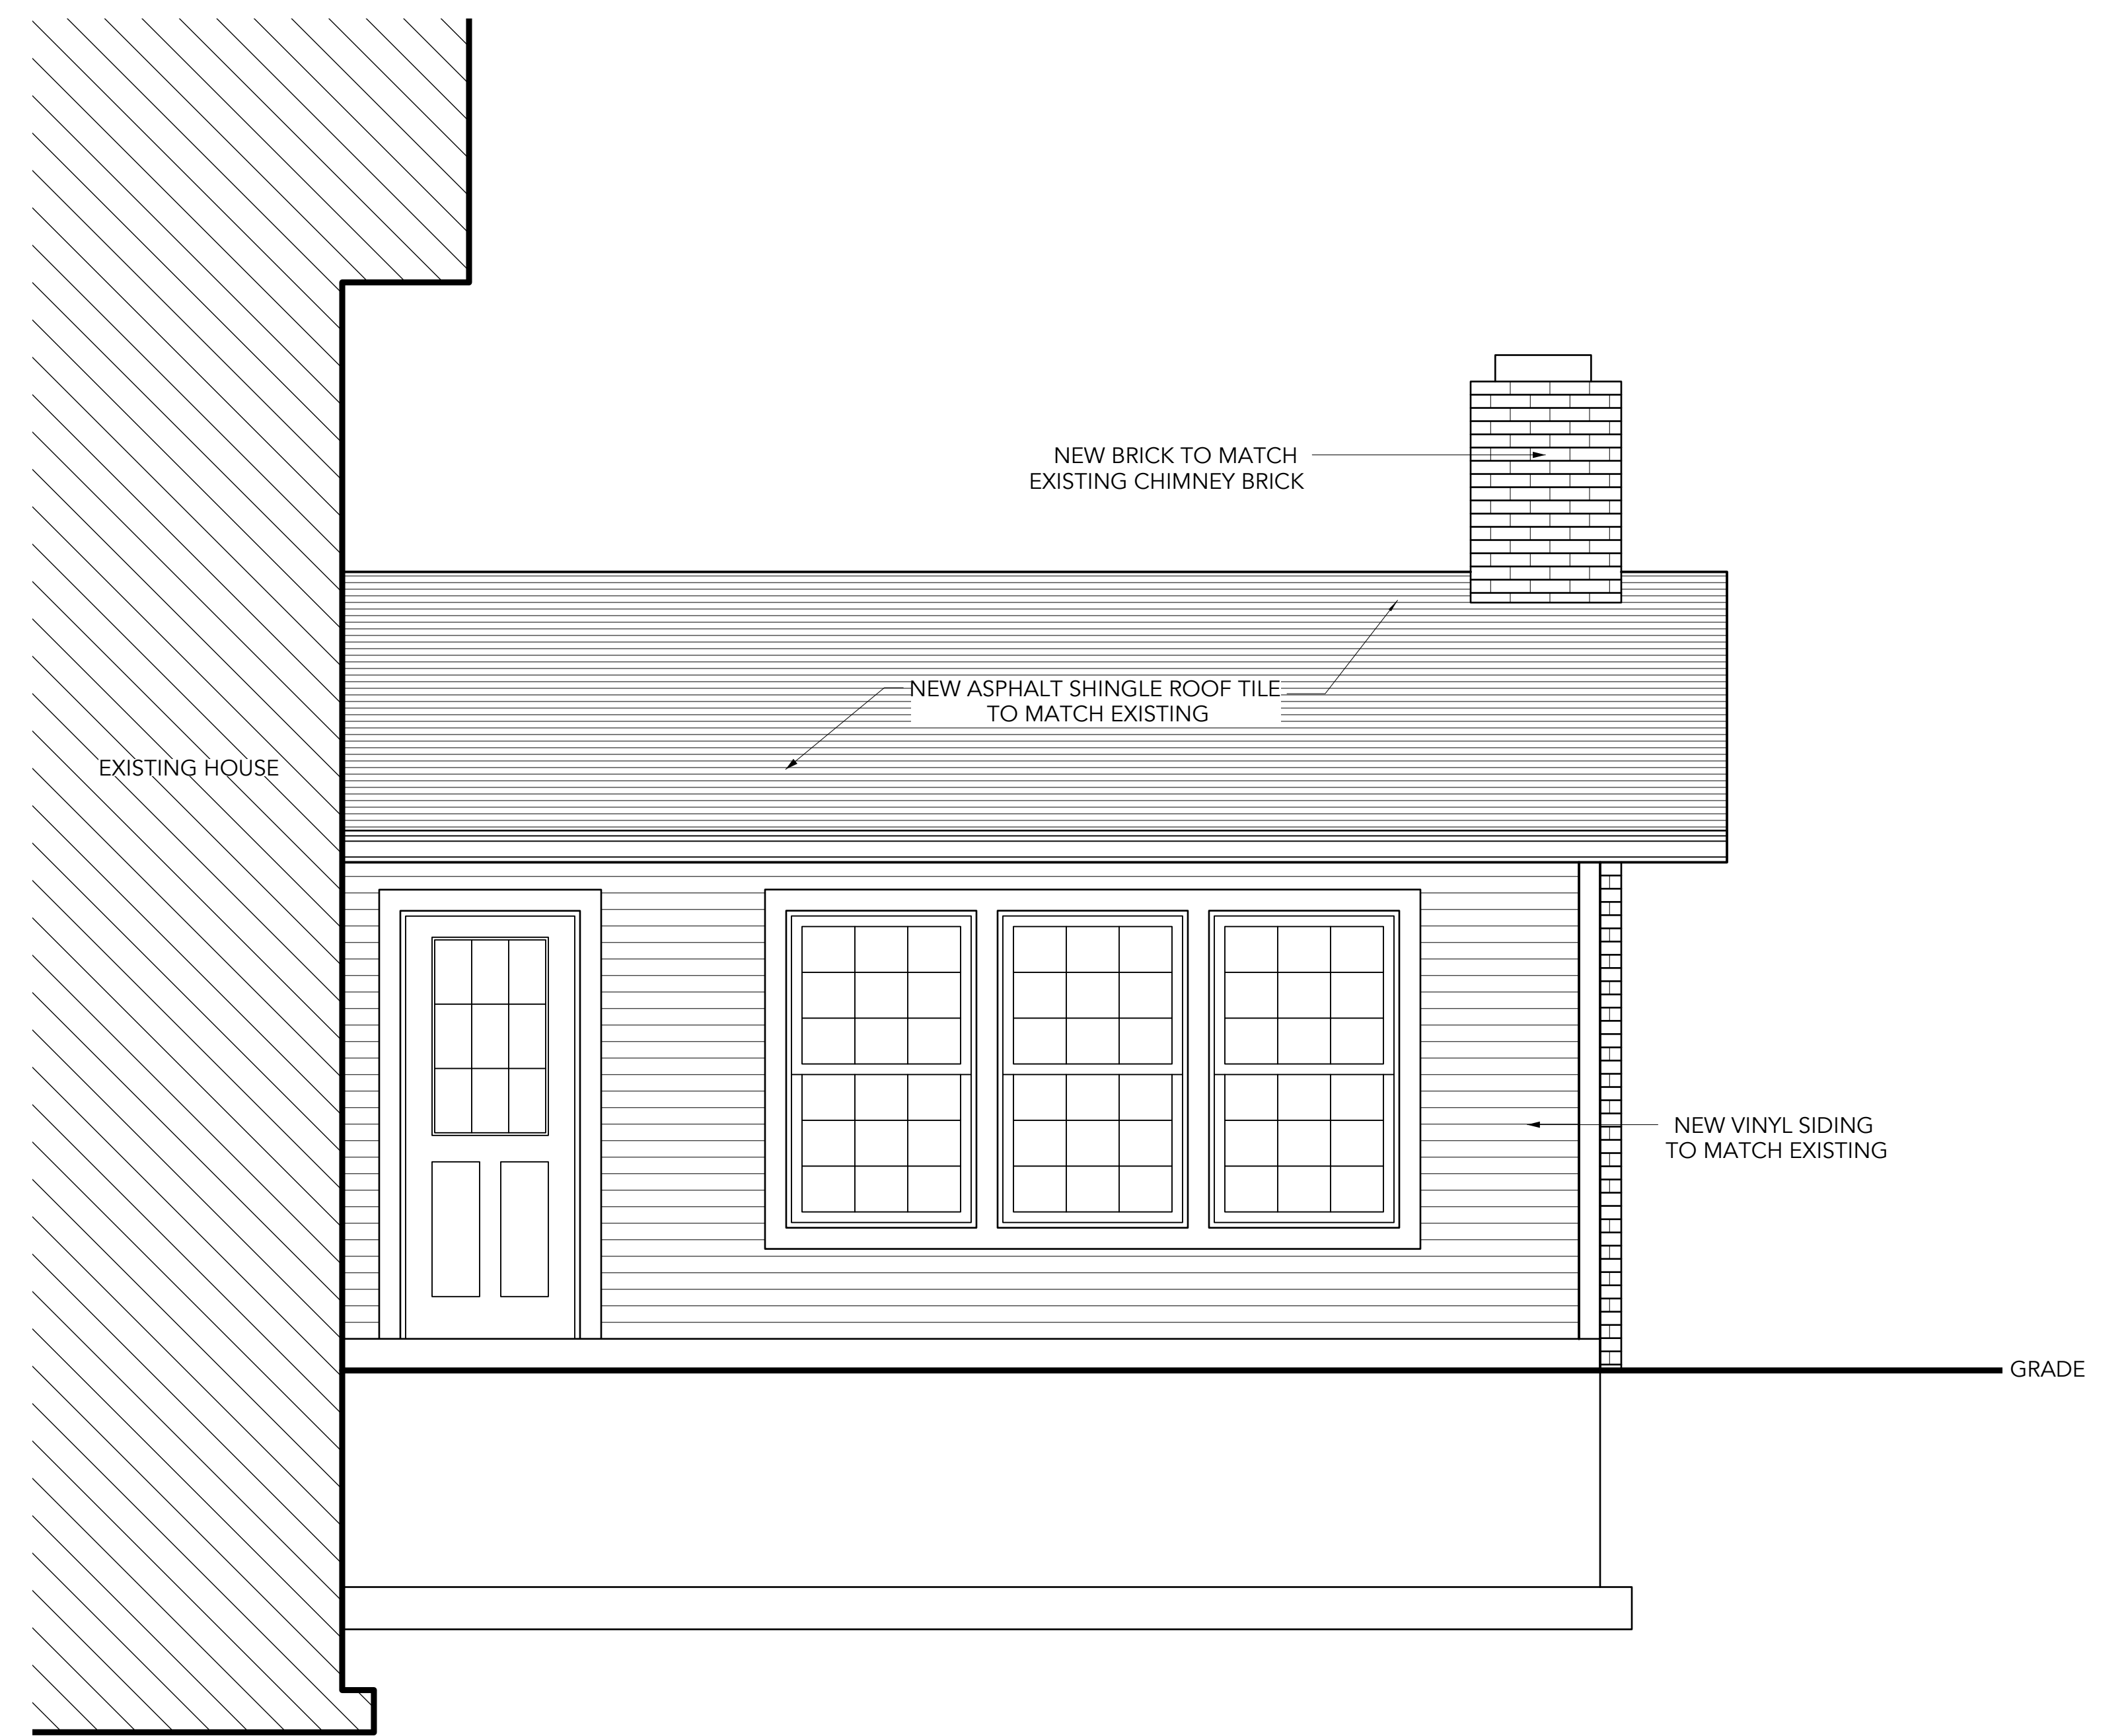 NEW BRICK TO MATCH
EXISTING CHIMNEY BRICK
NEW ASPHALT SHINGLE ROOF TILE
TO MATCH EXISTING
EXISTING HOUSE
NEW VINYL SIDING
TO MATCH EXISTING
GRADE